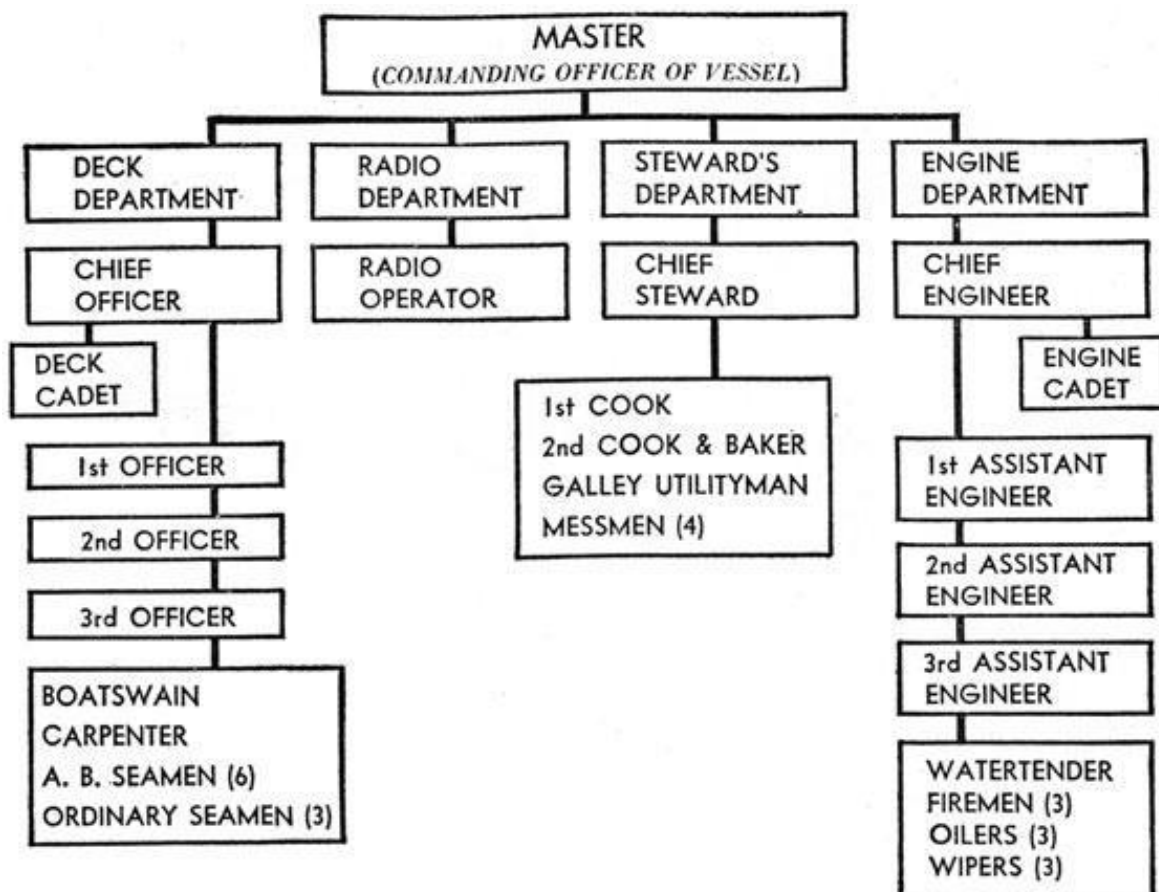 MASTER
(COMMANDING OFFICER OF VESSEL)
DECK
DEPARTMENT
RADIO
DEPARTMENT
STEWARD'S
DEPARTMENT
ENGINE
DEPARTMENT
CHIEF
OFFICER
RADIO
OPERATOR
CHIEF
STEWARD
CHIEF
ENGINEER
DECK
CADET
ENGINE
CADET
1st OFFICER
2nd OFFICER
3rd OFFICER
BOATSWAIN
CARPENTER
A. B. SEAMEN (6)
ORDINARY SEAMEN (3)
1st COOK
2nd COOK & BAKER
GALLEY UTILITYMAN
MESSMEN (4)
1st ASSISTANT
ENGINEER
2nd ASSISTANT
ENGINEER
3rd ASSISTANT
ENGINEER
WATERTENDER
FIREMEN (3)
OILERS (3)
WIPERS (3)